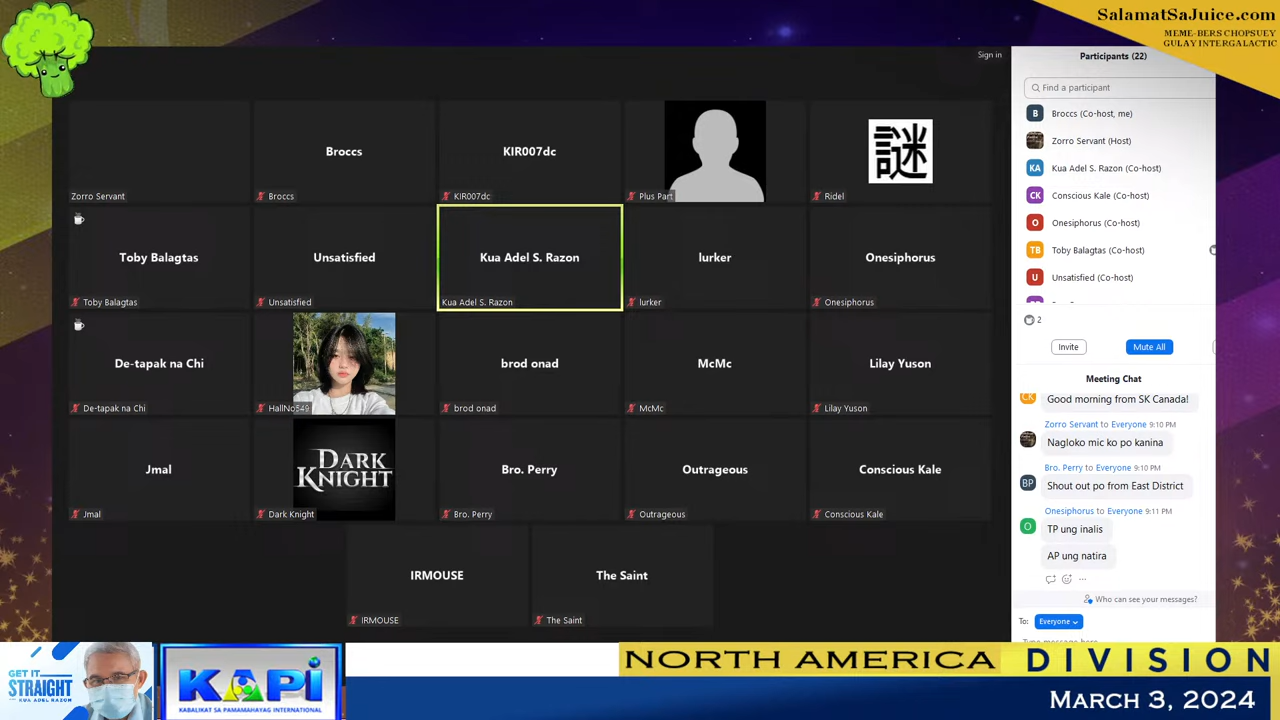 SalamatSaJuice.com
MEME-BERS CHOPSUEY
GULAY INTERGALACTIC
Sign in
Participants (22)
Find a participant
Broccs
KIR007dc
謎
Zorro Servant
Broccs
KIR007dc
Plus Part
Ridel
Toby Balagtas
Unsatisfied
Kua Adel S. Razon
lurker
Onesiphorus
Toby Balagtas
Unsatisfied
Kua Adel S. Razon
lurker
Onesiphorus
De-tapak na Chi
brod onad
McMc
Lilay Yuson
De-tapak na Chi
HallNo549
brod onad
McMc
Lilay Yuson
Jmal
DARK
KNIGHT
Bro. Perry
Outrageous
Conscious Kale
Jmal
Dark Knight
Bro. Perry
Outrageous
Conscious Kale
IRMOUSE
The Saint
IRMOUSE
The Saint
B Broccs (Co-host, me)
Zorro Servant (Host)
KA Kua Adel S. Razon (Co-host)
CK Conscious Kale (Co-host)
O Onesiphorus (Co-host)
TB Toby Balagtas (Co-host)
U Unsatisfied (Co-host)
2
Invite
Mute All
Meeting Chat
CK Good morning from SK Canada!
Zorro Servant to Everyone 9:10 PM
Nagloko mic ko po kanina
Bro. Perry to Everyone 9:10 PM
BP Shout out po from East District
Onesiphorus to Everyone 9:11 PM
O TP ung inalis
AP ung natira
Who can see your messages?
To: Everyone
Type message here
GET IT
STRAIGHT
KUA ADEL RAZON
KAPI
KABALIKAT SA PAMAMAHAYAG INTERNATIONAL
NORTH AMERICA DIVISION
MARCH 3, 2024